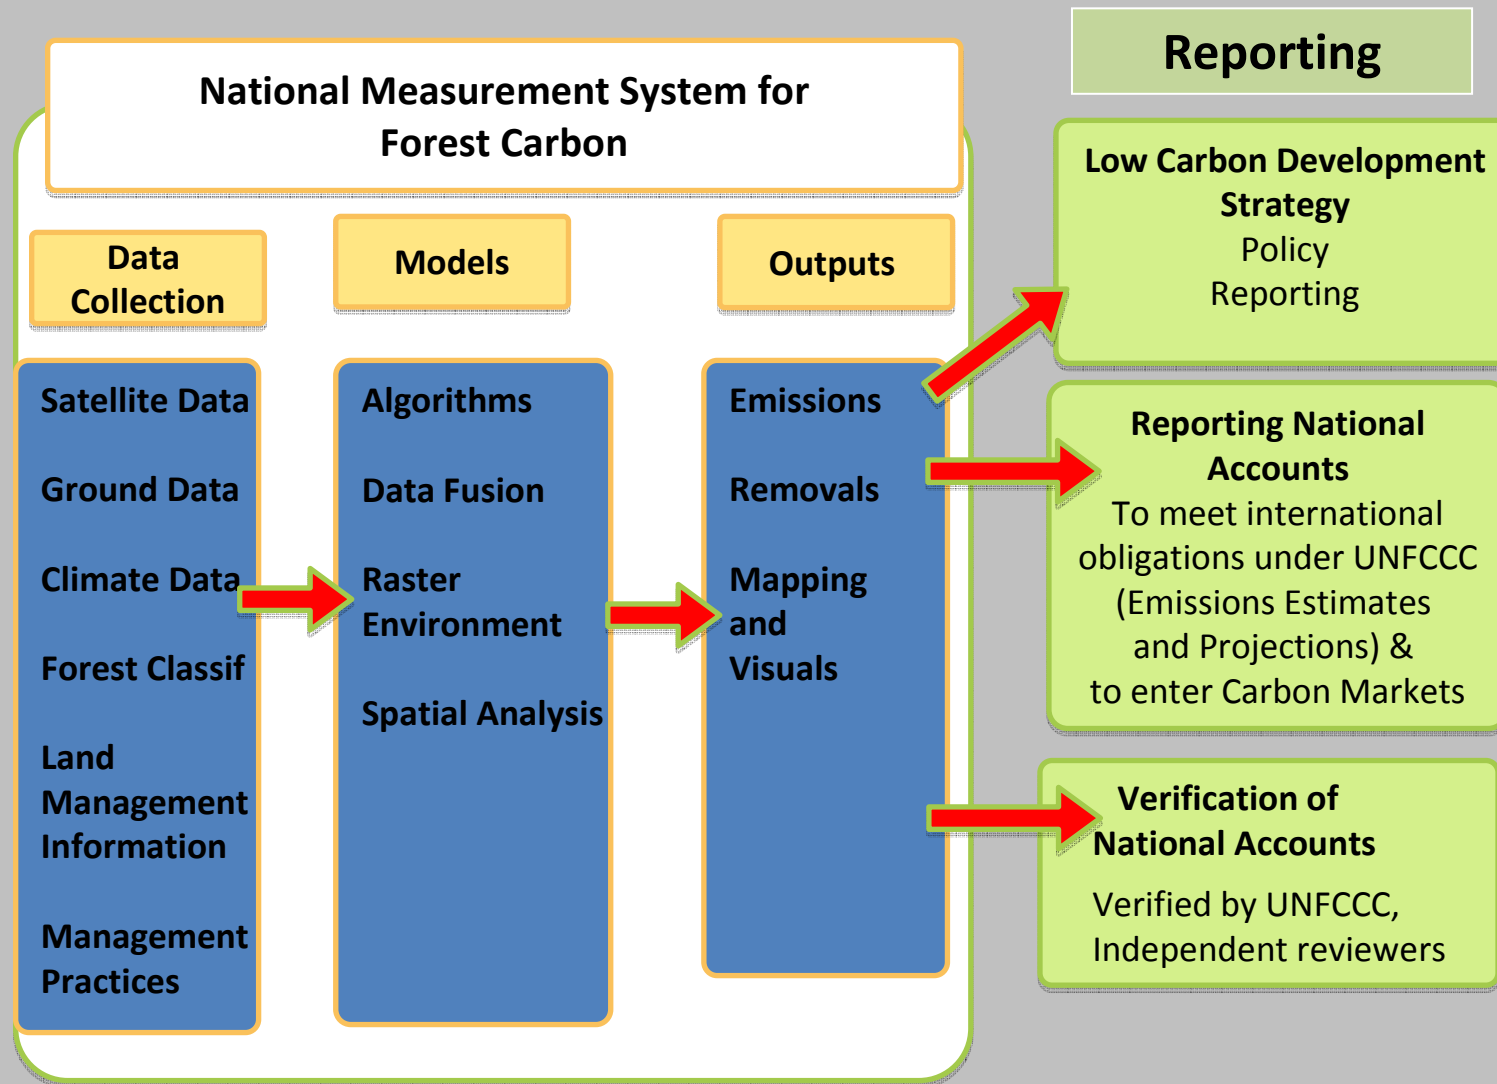 National Measurement System for
Forest Carbon
Data
Collection
Satellite Data
Ground Data
Climate Data
Forest Classif
Land
Management
Information
Management
Practices
Models
Algorithms
Data Fusion
Raster
Environment
Spatial Analysis
Outputs
Emissions
Removals
Mapping
and
Visuals
Reporting
Low Carbon Development
Strategy
Policy
Reporting
Reporting National
Accounts
To meet international
obligations under UNFCCC
(Emissions Estimates
and Projections) &
to enter Carbon Markets
Verification of
National Accounts
Verified by UNFCCC,
Independent reviewers